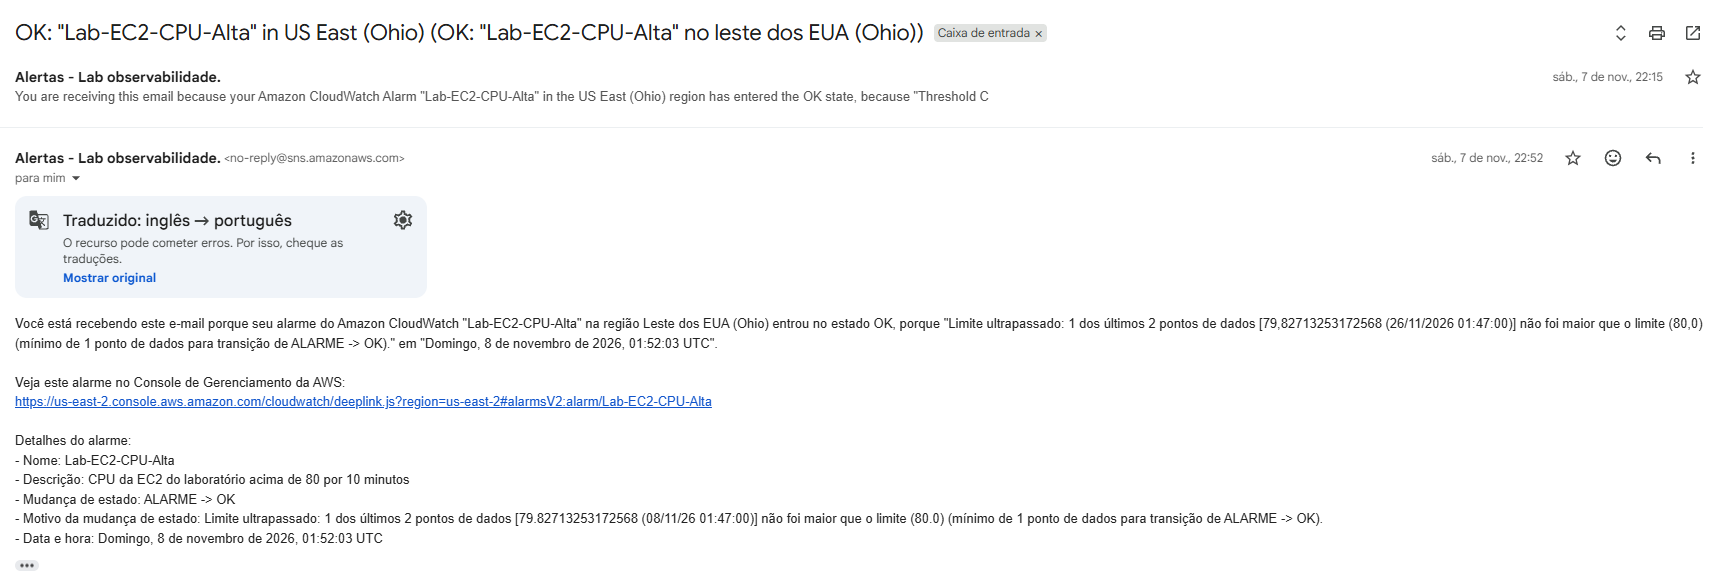 OK: "Lab-EC2-CPU-Alta" in US East (Ohio) (OK: "Lab-EC2-CPU-Alta" no leste dos EUA (Ohio)) Caixa de entrada ×
Alertas - Lab observabilidade. sáb., 7 de nov., 22:15
You are receiving this email because your Amazon CloudWatch Alarm "Lab-EC2-CPU-Alta" in the US East (Ohio) region has entered the OK state, because "Threshold C
Alertas - Lab observabilidade. <no-reply@sns.amazonaws.com> sáb., 7 de nov., 22:52
para mim
Traduzido: inglês → português
O recurso pode cometer erros. Por isso, cheque as
traduções.
Mostrar original
Você está recebendo este e-mail porque seu alarme do Amazon CloudWatch "Lab-EC2-CPU-Alta" na região Leste dos EUA (Ohio) entrou no estado OK, porque "Limite ultrapassado: 1 dos últimos 2 pontos de dados [79,82713253172568 (26/11/2026 01:47:00)] não foi maior que o limite (80,0)
(mínimo de 1 ponto de dados para transição de ALARME -> OK)." em "Domingo, 8 de novembro de 2026, 01:52:03 UTC".
Veja este alarme no Console de Gerenciamento da AWS:
https://us-east-2.console.aws.amazon.com/cloudwatch/deeplink.js?region=us-east-2#alarmsV2:alarm/Lab-EC2-CPU-Alta
Detalhes do alarme:
- Nome: Lab-EC2-CPU-Alta
- Descrição: CPU da EC2 do laboratório acima de 80 por 10 minutos
- Mudança de estado: ALARME -> OK
- Motivo da mudança de estado: Limite ultrapassado: 1 dos últimos 2 pontos de dados [79.82713253172568 (08/11/26 01:47:00)] não foi maior que o limite (80.0) (mínimo de 1 ponto de dados para transição de ALARME -> OK).
- Data e hora: Domingo, 8 de novembro de 2026, 01:52:03 UTC